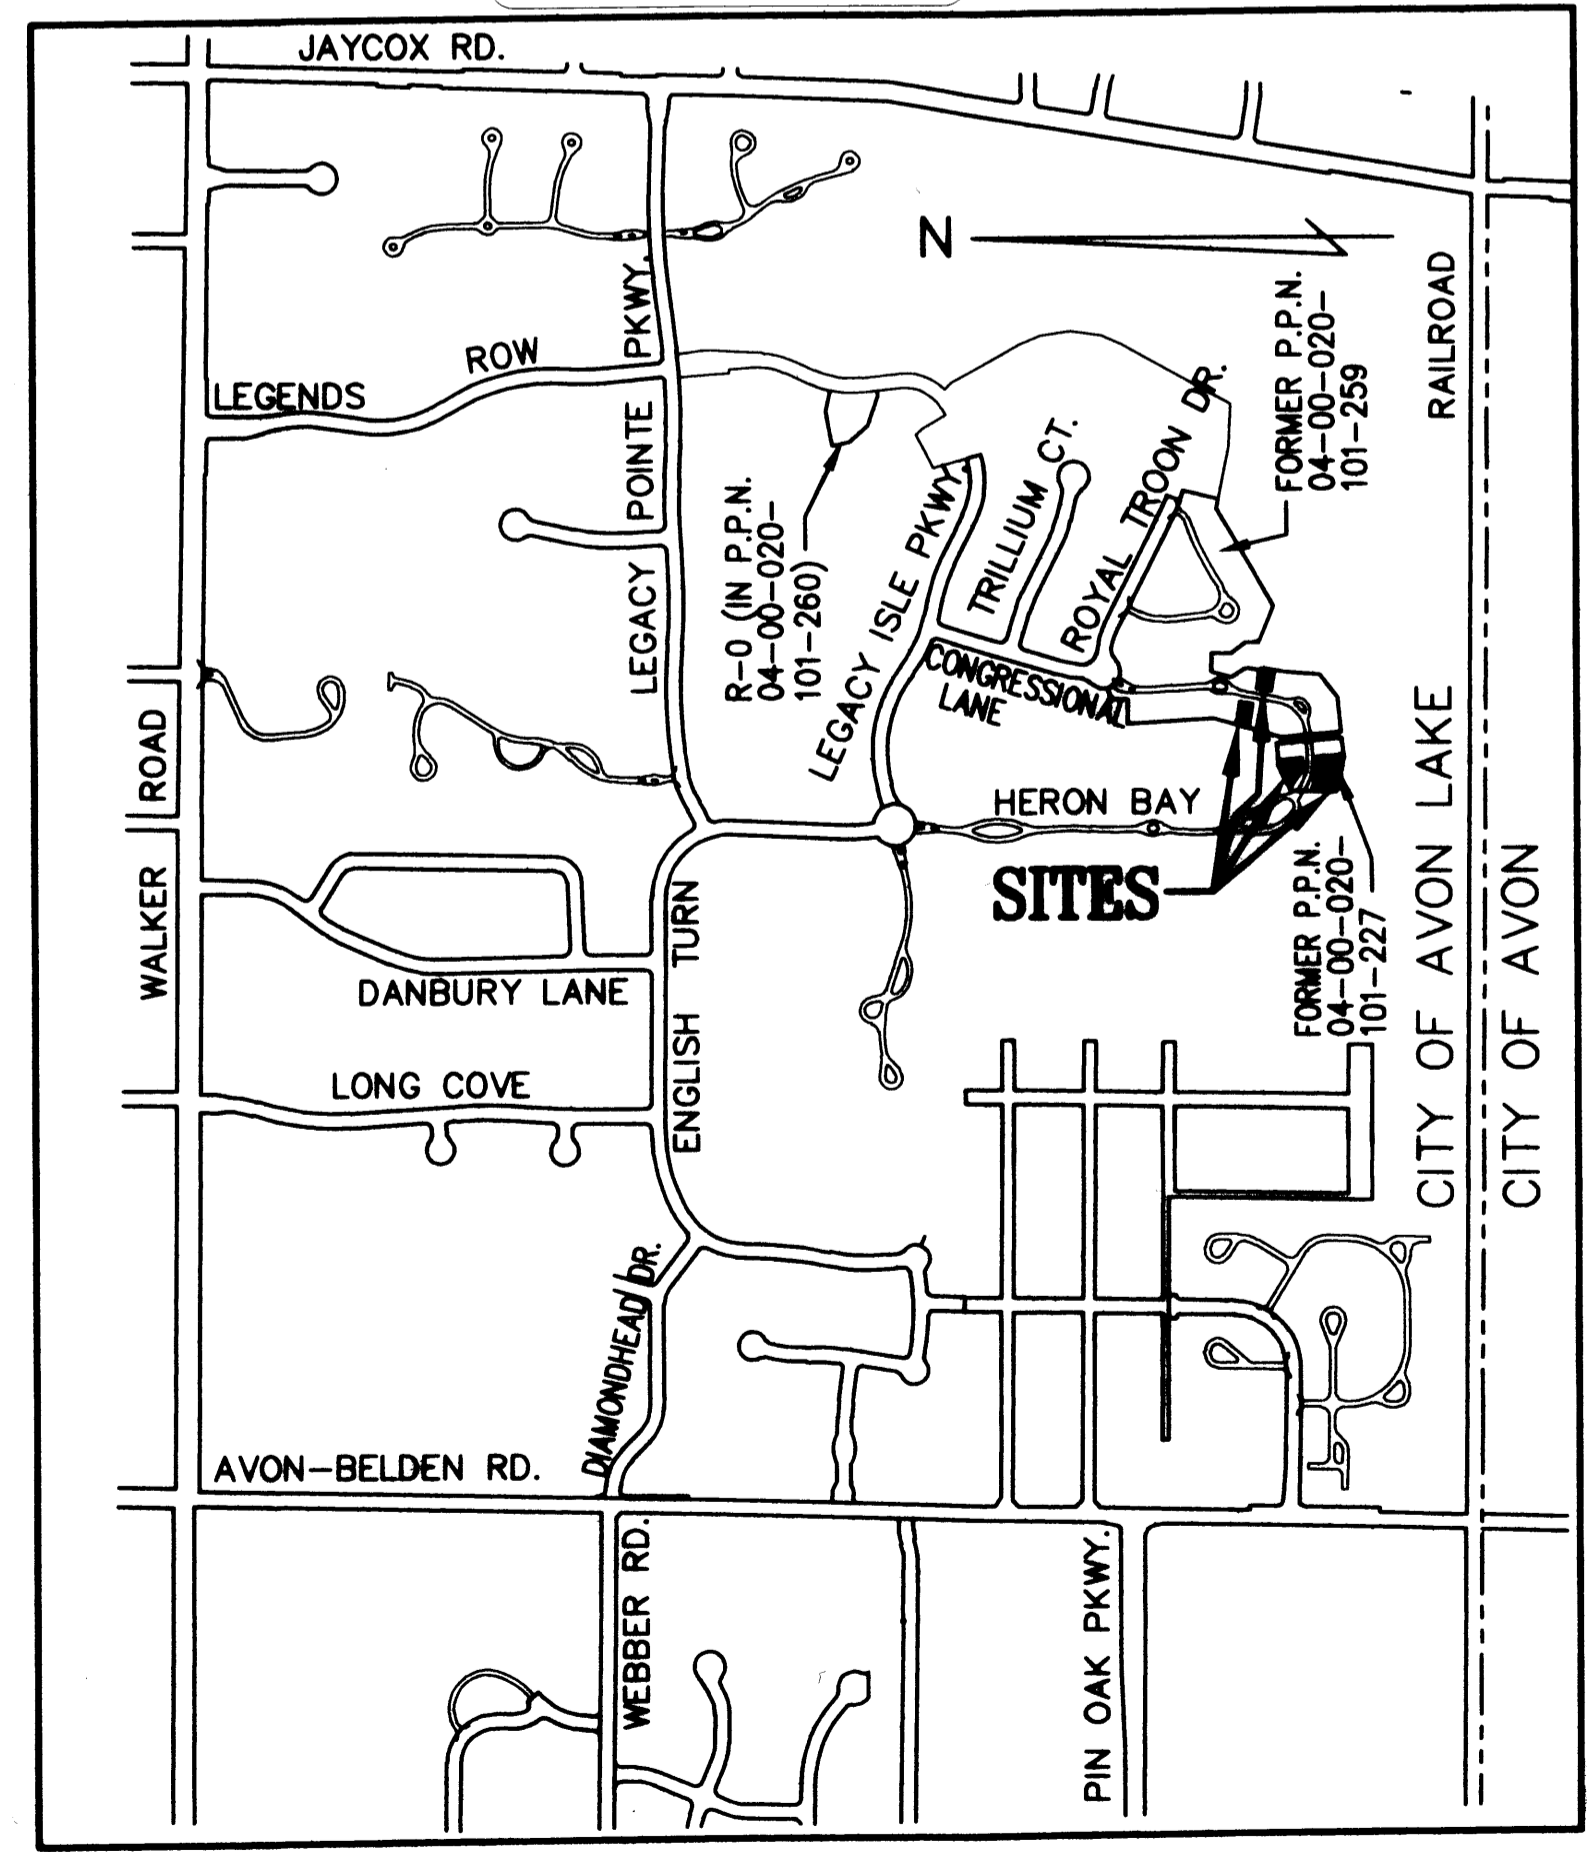 JAYCOX RD.
N
LEGENDS
ROW
PKWY.
POINTE
LEGACY
R-0 (IN P.P.N.
04-00-020-
101-260)
LEGACY ISLE PKWY.
TRILLIUM CT.
ROYAL TROON DR.
FORMER P.P.N.
04-00-020-
101-259
RAILROAD
CONGRESSIONAL
LANE
HERON BAY
SITES
FORMER P.P.N.
04-00-020-
101-227
WALKER ROAD
DANBURY LANE
LONG COVE
ENGLISH TURN
DIAMONDHEAD DR.
AVON-BELDEN RD.
WEBBER RD.
PIN OAK PKWY.
CITY OF AVON LAKE
CITY OF AVON